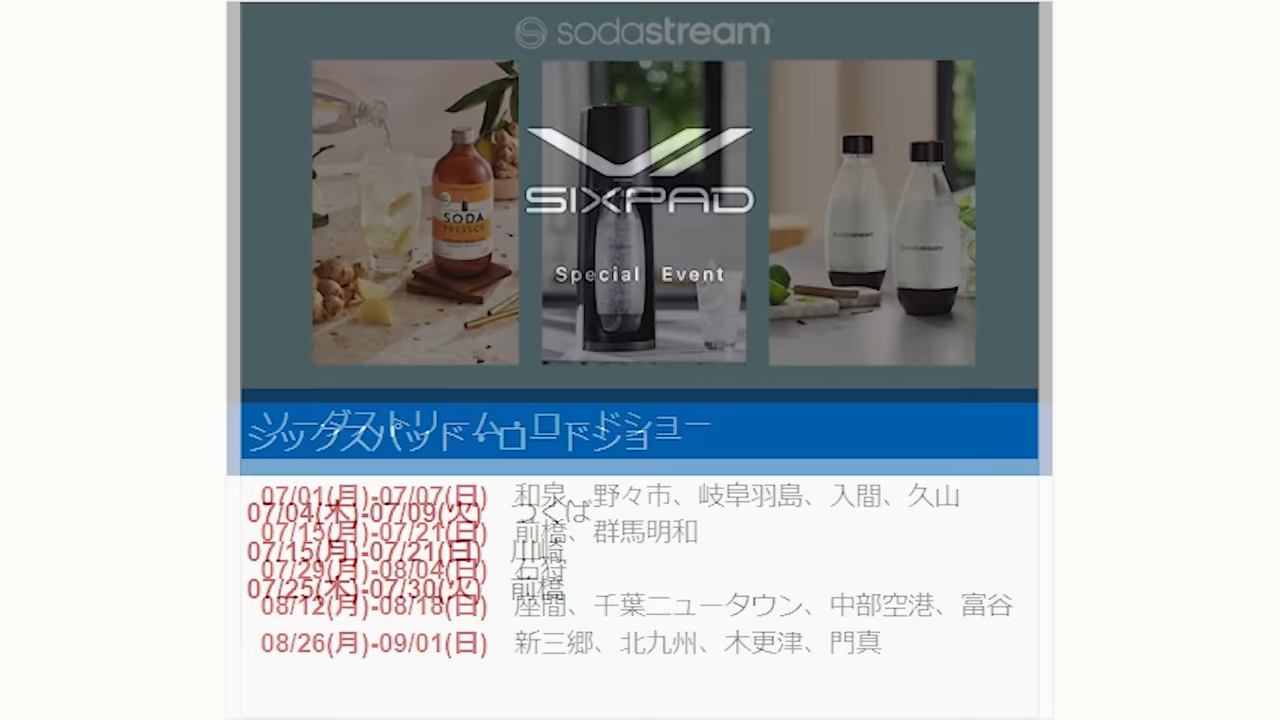 sodastream
SODA
PRESS CO
SIXPAD
Special Event
ソーダストリーム・ロードショー
シックスパッド・ロードショー
07/01(月)-07/07(日) 和泉、野々市、岐阜羽島、入間、久山
07/04(木)-07/09(火) つくば
07/15(月)-07/21(日) 前橋、群馬明和
07/15(月)-07/21(日) 川崎
07/29(月)-08/04(日) 石狩
07/25(木)-07/30(火) 前橋
08/12(月)-08/18(日) 座間、千葉ニュータウン、中部空港、富谷
08/26(月)-09/01(日) 新三郷、北九州、木更津、門真